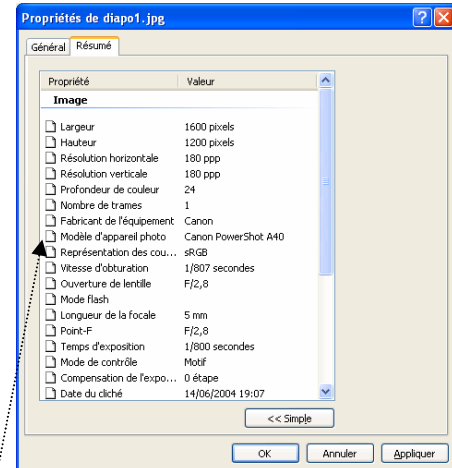 Propriétés de diapo1.jpg
Général Résumé
Propriété Valeur
Image
Largeur 1600 pixels
Hauteur 1200 pixels
Résolution horizontale 180 ppp
Résolution verticale 180 ppp
Profondeur de couleur 24
Nombre de trames 1
Fabricant de l'équipement Canon
Modèle d'appareil photo Canon PowerShot A40
Représentation des cou... sRGB
Vitesse d'obturation 1/807 secondes
Ouverture de lentille F/2,8
Mode flash
Longueur de la focale 5 mm
Point-F F/2,8
Temps d'exposition 1/800 secondes
Mode de contrôle Motif
Compensation de l'expo... 0 étape
Date du cliché 14/06/2004 19:07
<< Simple
OK Annuler Appliquer